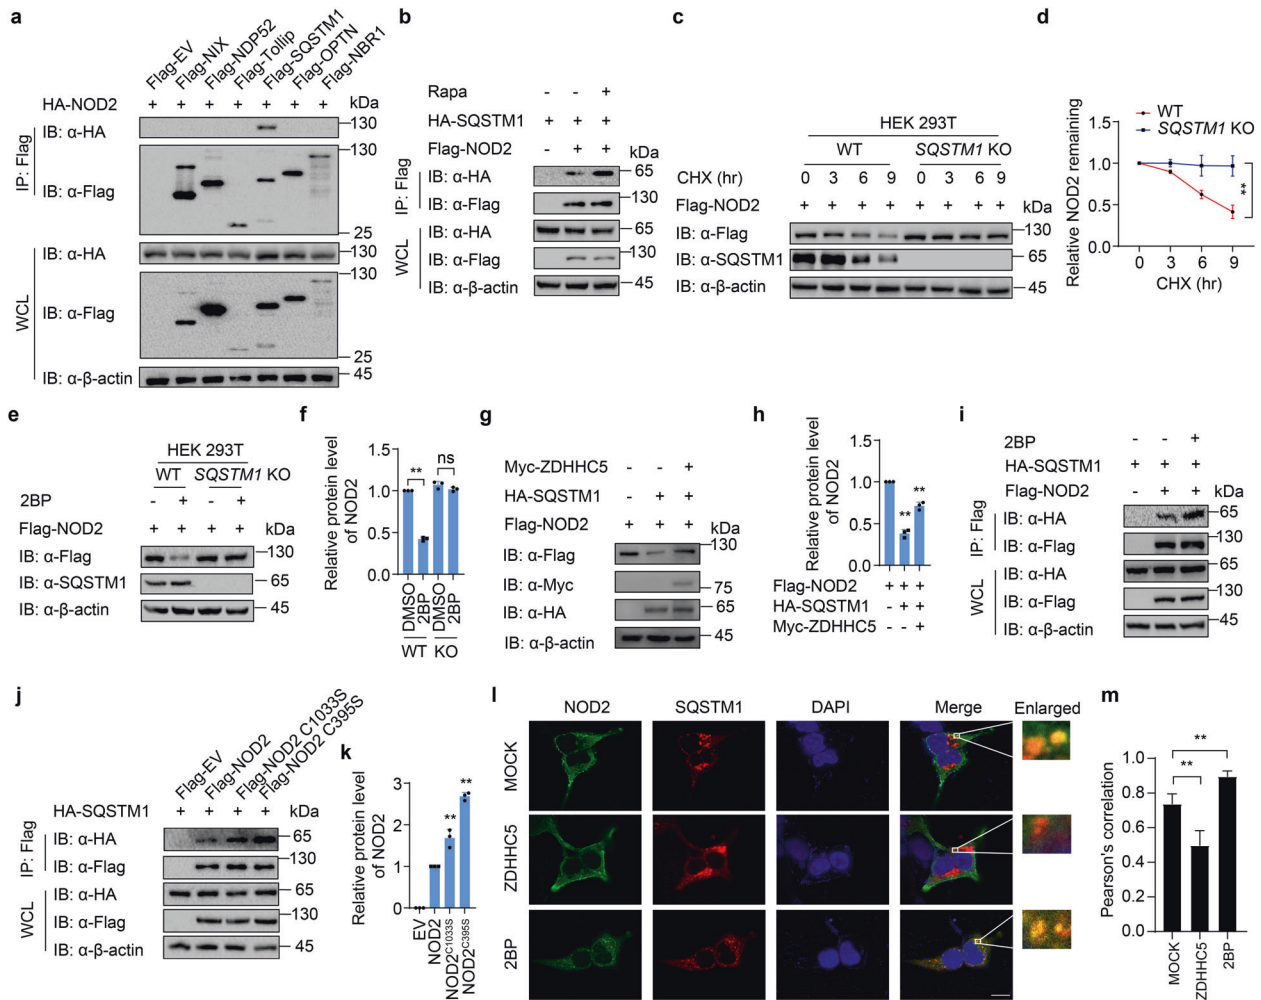 a
Flag-EV
Flag-NIX
Flag-NDP52
Flag-Tollip
Flag-SQSTM1
Flag-OPTN
Flag-NBR1
HA-NOD2 + + + + + + + kDa
IP: Flag
IB: α-HA 130
130
IB: α-Flag
25
WCL
IB: α-HA 130
130
IB: α-Flag
25
IB: α-β-actin 45
b
Rapa - - +
HA-SQSTM1 + + +
Flag-NOD2 - + + kDa
IP: Flag
IB: α-HA 65
IB: α-Flag 130
WCL
IB: α-HA 65
IB: α-Flag 130
IB: α-β-actin 45
c
HEK 293T
WT SQSTM1 KO
CHX (hr) 0 3 6 9 0 3 6 9
Flag-NOD2 + + + + + + + + kDa
IB: α-Flag 130
IB: α-SQSTM1 65
IB: α-β-actin 45
d
WT
SQSTM1 KO
Relative NOD2 remaining
1.5
1.0
0.5
0.0
**
0 3 6 9
CHX (hr)
e
HEK 293T
WT SQSTM1 KO
2BP - + - +
Flag-NOD2 + + + + kDa
IB: α-Flag 130
IB: α-SQSTM1 65
IB: α-β-actin 45
f
Relative protein level
of NOD2
1.5
1.0
0.5
0.0
** ns
DMSO
2BP
DMSO
2BP
WT KO
g
Myc-ZDHHC5 - - +
HA-SQSTM1 - + +
Flag-NOD2 + + + kDa
IB: α-Flag 130
IB: α-Myc 75
IB: α-HA 65
IB: α-β-actin 45
h
Relative protein level
of NOD2
1.5
1.0
0.5
0.0
** **
Flag-NOD2 + + +
HA-SQSTM1 - + +
Myc-ZDHHC5 - - +
i
2BP - - +
HA-SQSTM1 + + +
Flag-NOD2 - + + kDa
IP: Flag
IB: α-HA 65
IB: α-Flag 130
WCL
IB: α-HA 65
IB: α-Flag 130
IB: α-β-actin 45
j
Flag-EV
Flag-NOD2
Flag-NOD2 C1033S
Flag-NOD2 C395S
HA-SQSTM1 + + + + kDa
IP: Flag
IB: α-HA 65
IB: α-Flag 130
WCL
IB: α-HA 65
IB: α-Flag 130
IB: α-β-actin 45
k
Relative protein level
of NOD2
3
2
1
0
** **
EV
NOD2
NOD2C1033S
NOD2C395S
l
NOD2 SQSTM1 DAPI Merge Enlarged
MOCK
ZDHHC5
2BP
m
Pearson's correlation
1.0
0.8
0.6
0.4
0.2
0
**
**
MOCK
ZDHHC5
2BP